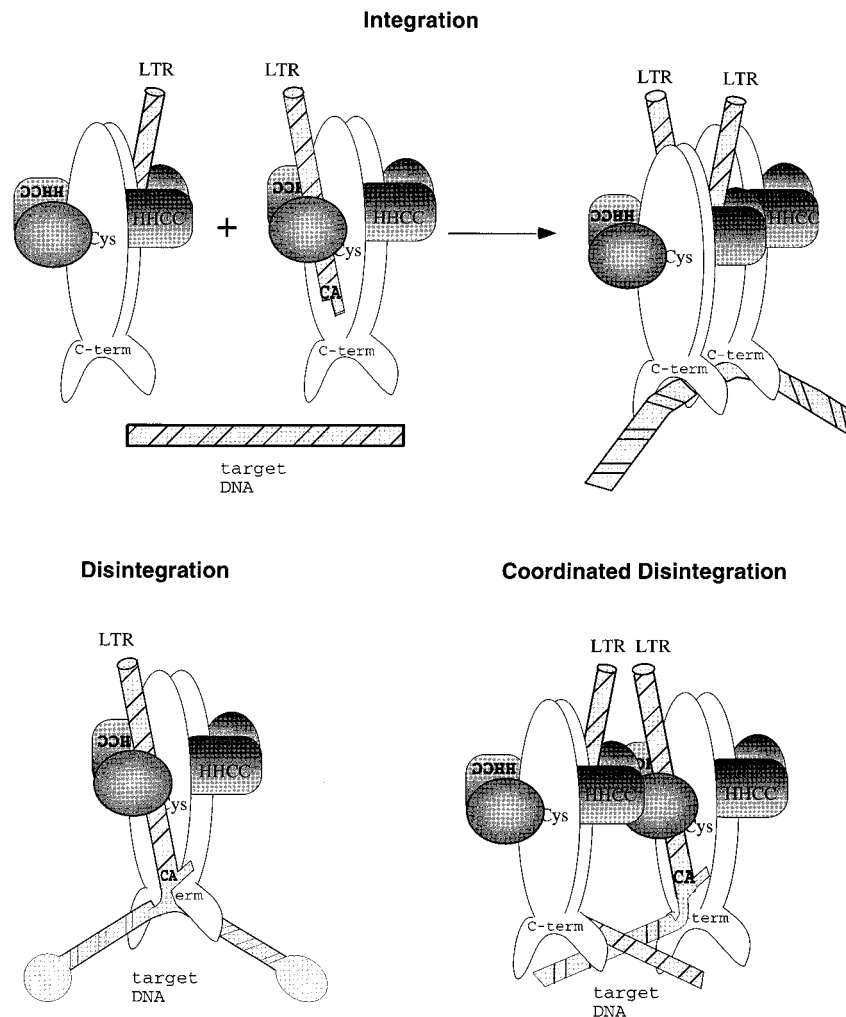 Integration
LTR
LTR
LTR
LTR
HHCC
HHCC
Cys
HHCC
HHCC
Cys
CA
HHCC
HHCC
Cys
C-term
C-term
C-term
C-term
target
DNA
Disintegration
Coordinated Disintegration
LTR
LTR
LTR
HHCC
HHCC
Cys
CA
erm
target
DNA
HHCC
HHCC
Cys
HHCC
Cys
CA
C-term
term
target
DNA